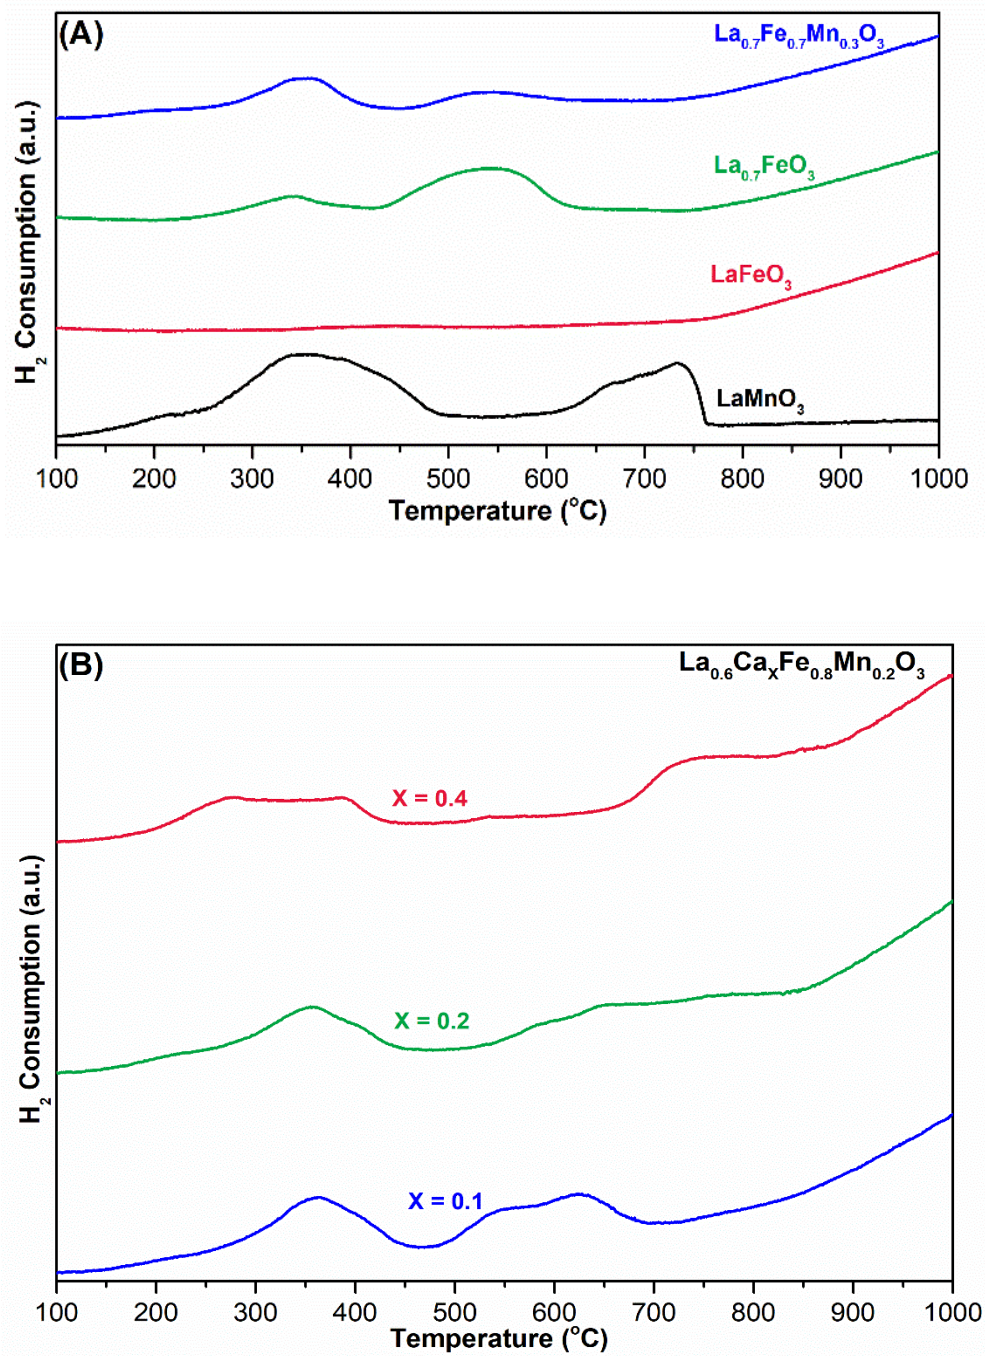 (A)
La0.7Fe0.7Mn0.3O3
La0.7FeO3
LaFeO3
LaMnO3
H2 Consumption (a.u.)
100 200 300 400 500 600 700 800 900 1000
Temperature (°C)
(B)
La0.6CaXFe0.8Mn0.2O3
X = 0.4
X = 0.2
X = 0.1
H2 Consumption (a.u.)
100 200 300 400 500 600 700 800 900 1000
Temperature (°C)